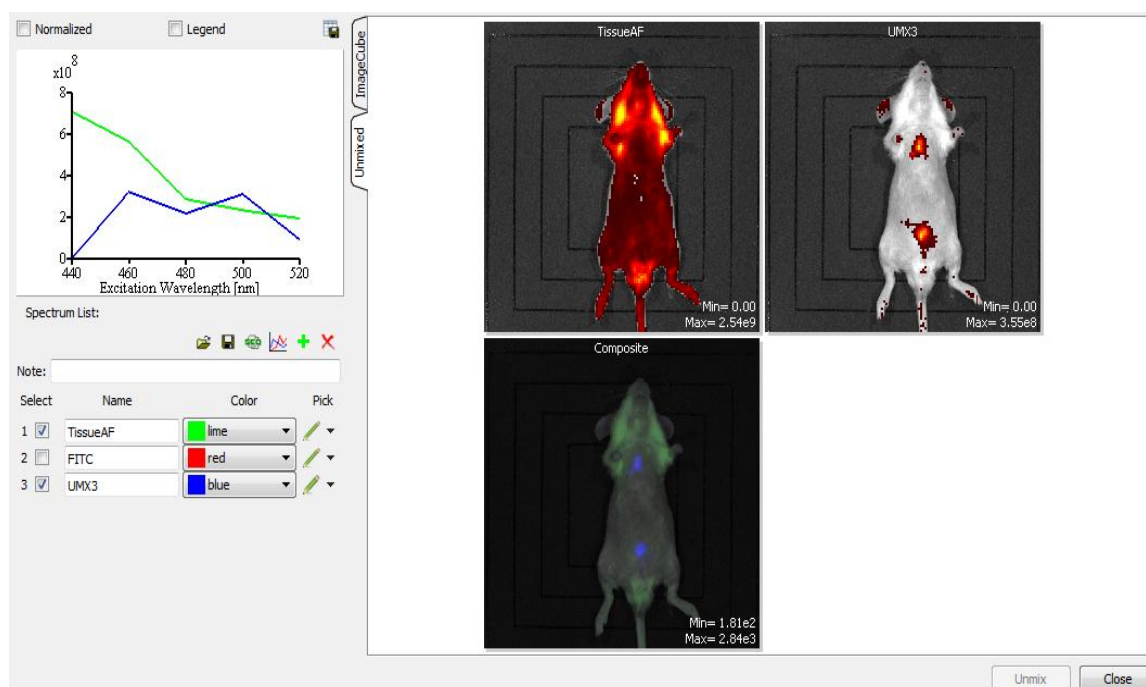 Normalized
Legend
x10^8
8
6
4
2
0
440 460 480 500 520
Excitation Wavelength [nm]
Spectrum List:
SEQ
Note:
Select Name Color Pick
1 TissueAF lime
2 FITC red
3 UMX3 blue
ImageCube
Unmixed
TissueAF
Min= 0.00
Max= 2.54e9
UMX3
Min= 0.00
Max= 3.55e8
Composite
Min= 1.81e2
Max= 2.84e3
Unmix Close